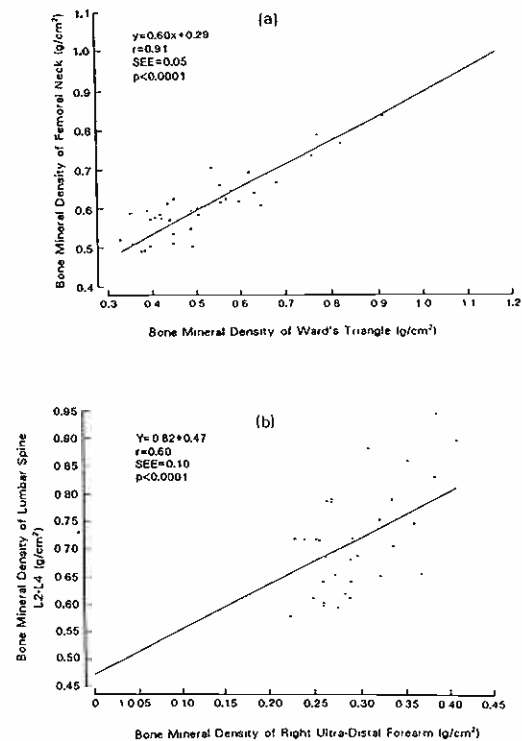 (a)
y=0.60x+0.29
r=0.91
SEE=0.05
p<0.0001
Bone Mineral Density of Femoral Neck (g/cm²)
1.1
1.0
0.9
0.8
0.7
0.6
0.5
0.4
0.3 0.4 0.5 0.6 0.7 0.8 0.9 1.0 1.1 1.2
Bone Mineral Density of Ward's Triangle (g/cm²)
(b)
Y=0.82+0.47
r=0.60
SEE=0.10
p<0.0001
Bone Mineral Density of Lumbar Spine
L2-L4 (g/cm²)
0.95
0.90
0.85
0.80
0.75
0.70
0.65
0.60
0.55
0.50
0.45
0 1 0.05 0.10 0.15 0.20 0.25 0.30 0.35 0.40 0.45
Bone Mineral Density of Right Ultra-Distal Forearm (g/cm²)